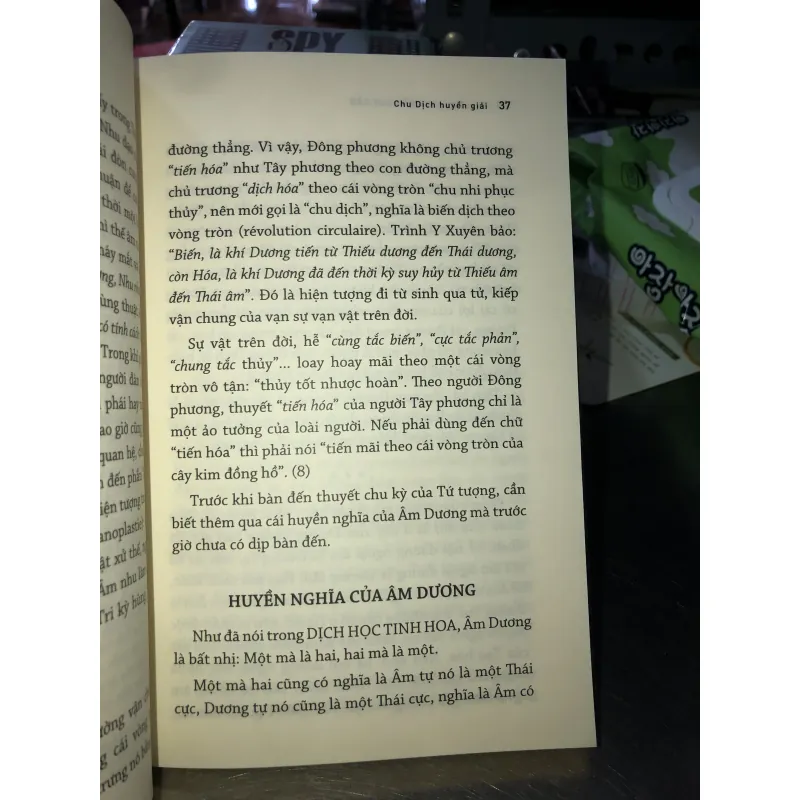 SPY
Chu Dịch huyền giải 37
đường thẳng. Vì vậy, Đông phương không chủ trương
“tiến hóa” như Tây phương theo con đường thẳng, mà
chủ trương “dịch hóa” theo cái vòng tròn “chu nhi phục
thủy”, nên mới gọi là “chu dịch”, nghĩa là biến dịch theo
vòng tròn (révolution circulaire). Trình Y Xuyên bảo:
“Biến, là khí Dương tiến từ Thiếu dương đến Thái dương,
còn Hóa, là khí Dương đã đến thời kỳ suy hủy từ Thiếu âm
đến Thái âm”. Đó là hiện tượng đi từ sinh qua tử, kiếp
vận chung của vạn sự vạn vật trên đời.
Sự vật trên đời, hễ “cùng tắc biến”, “cực tắc phản”,
“chung tắc thủy”... loay hoay mãi theo một cái vòng
tròn vô tận: “thủy tốt nhược hoàn”. Theo người Đông
phương, thuyết “tiến hóa” của người Tây phương chỉ là
một ảo tưởng của loài người. Nếu phải dùng đến chữ
“tiến hóa” thì phải nói “tiến mãi theo cái vòng tròn của
cây kim đồng hồ”. (8)
Trước khi bàn đến thuyết chu kỳ của Tứ tượng, cần
biết thêm qua cái huyền nghĩa của Âm Dương mà trước
giờ chưa có dịp bàn đến.
HUYỀN NGHĨA CỦA ÂM DƯƠNG
Như đã nói trong DỊCH HỌC TINH HOA, Âm Dương
là bất nhị: Một mà là hai, hai mà là một.
Một mà hai cũng có nghĩa là Âm tự nó là một Thái
cực, Dương tự nó cũng là một Thái cực, nghĩa là Âm có